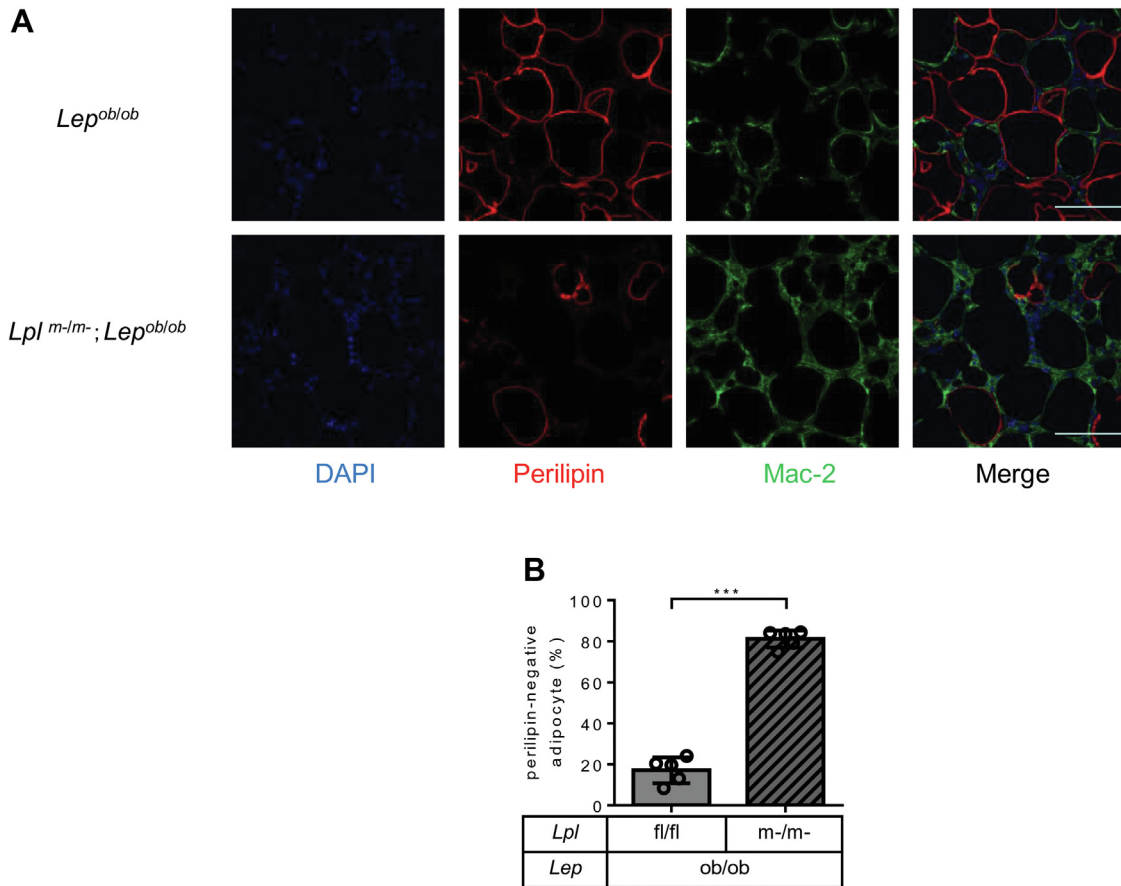 A
Lep ob/ob
Lpl m-/m- ; Lep ob/ob
DAPI Perilipin Mac-2 Merge
B
***
perilipin-negative
adipocyte (%)
100
80
60
40
20
0
Lpl fl/fl m-/m-
Lep ob/ob